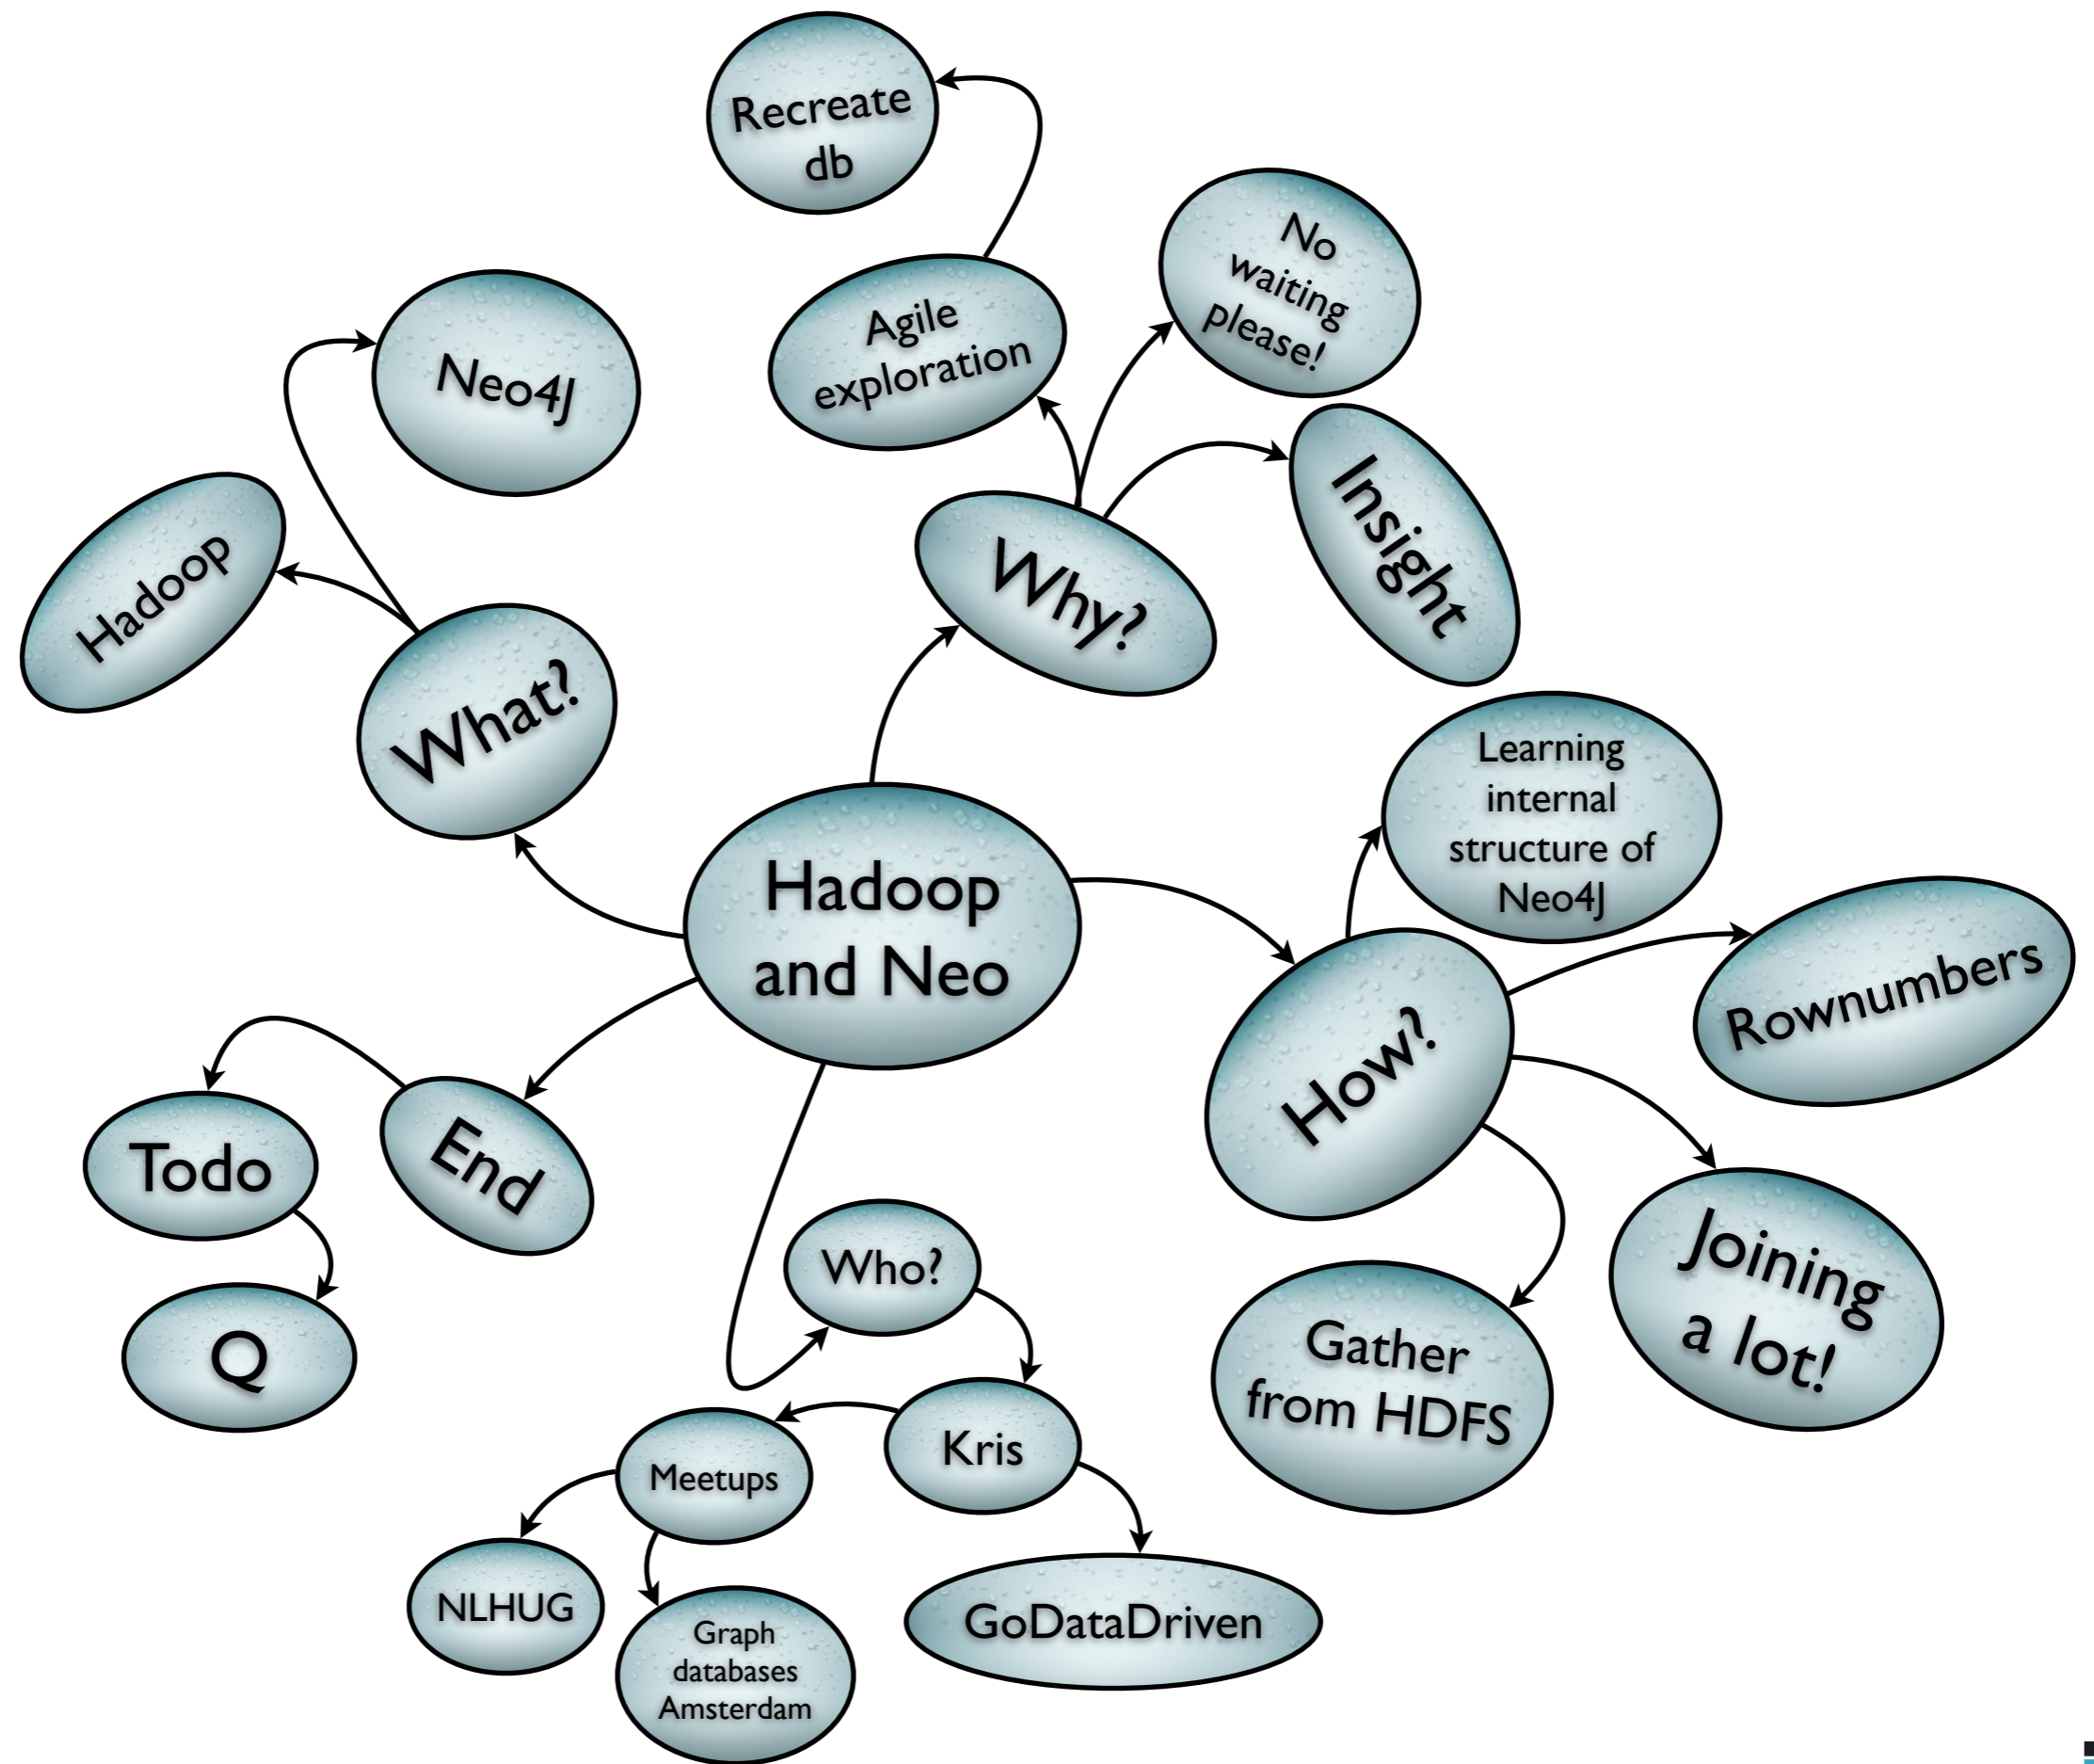 Recreate
db
No
waiting
please!
Agile
exploration
Neo4J
Insight
Hadoop
Why?
What?
Learning
internal
structure of
Neo4J
Hadoop
and Neo
Rownumbers
How?
Todo
End
Who?
Joining
a lot!
Q
Gather
from HDFS
Kris
Meetups
NLHUG
GoDataDriven
Graph
databases
Amsterdam